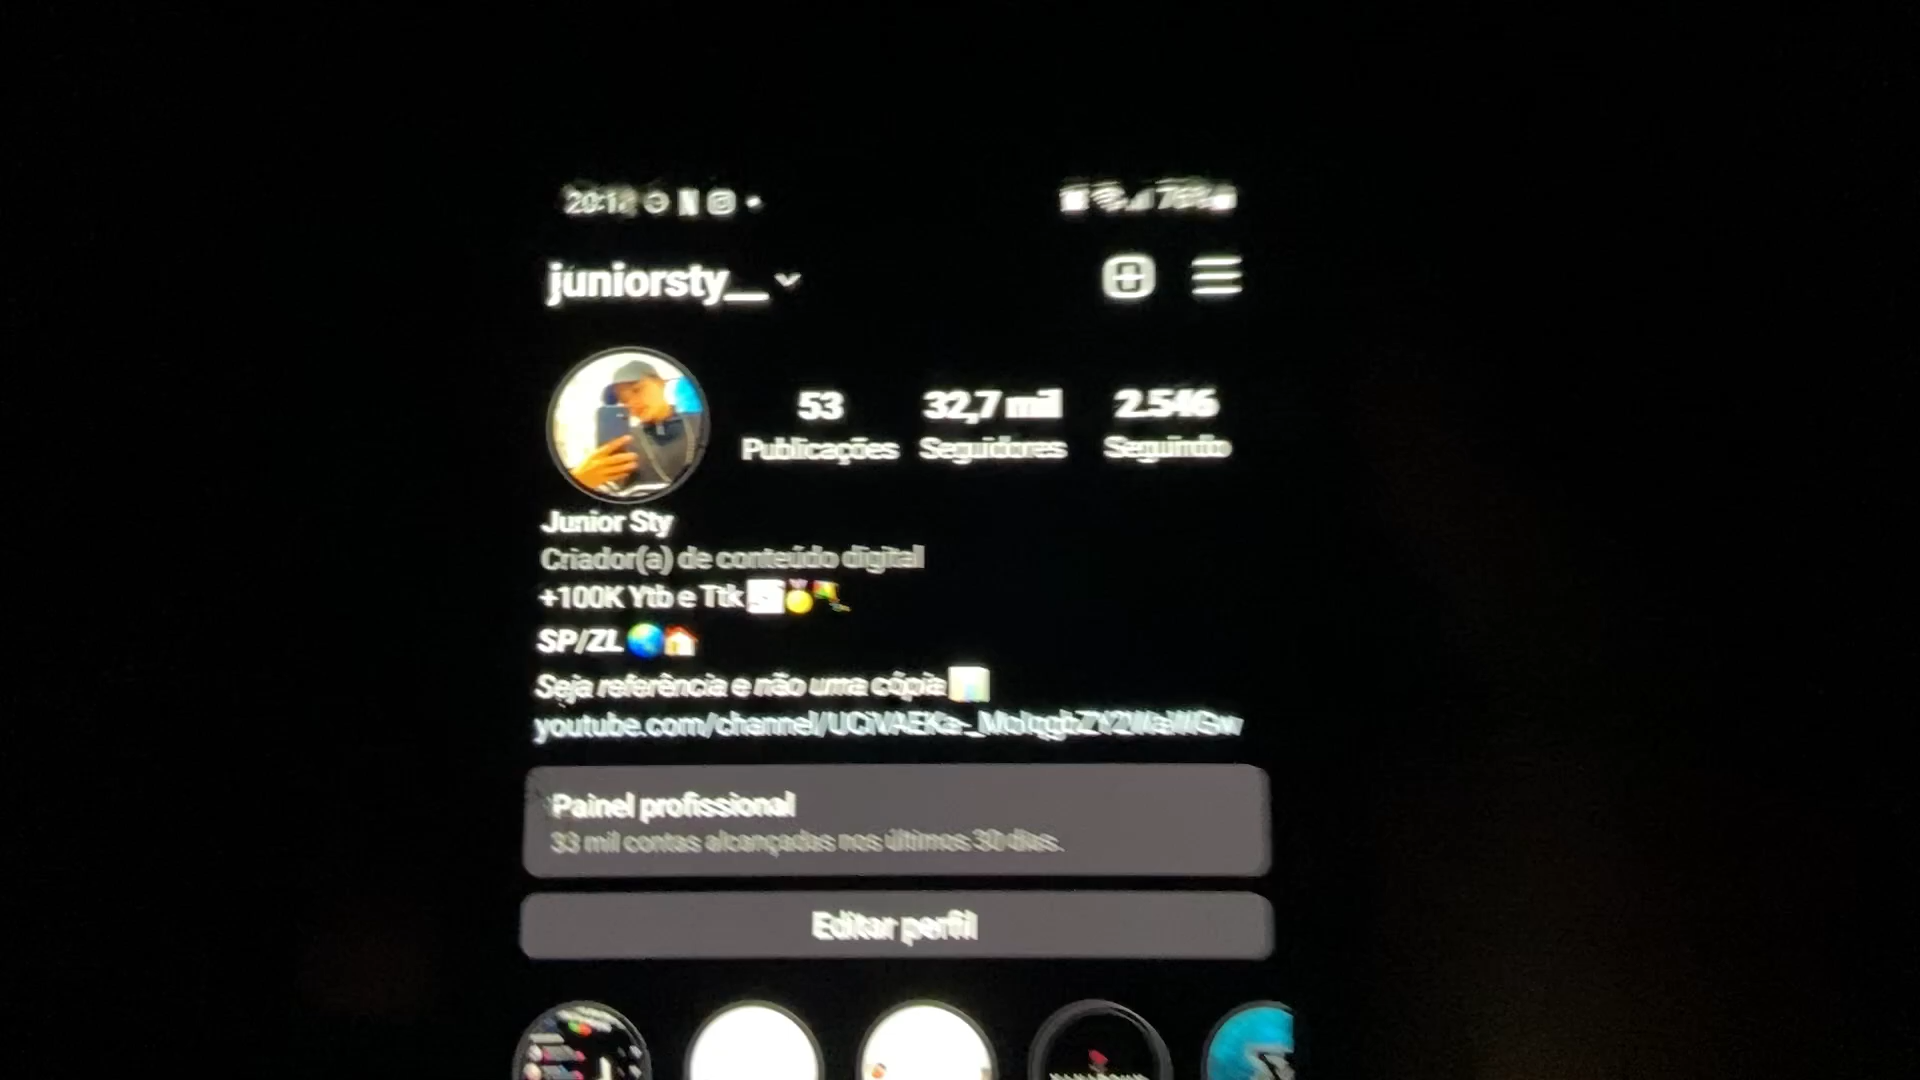 juniorsty__
53 32,7 mil 2.546
Publicações Seguidores Seguindo
Junior Sty
Criador(a) de conteúdo digital
+100K Ytb e Ttk
SP/ZL
Seja referência e não uma cópia
Painel profissional
33 mil contas alcançadas nos últimos 30 dias.
Editar perfil